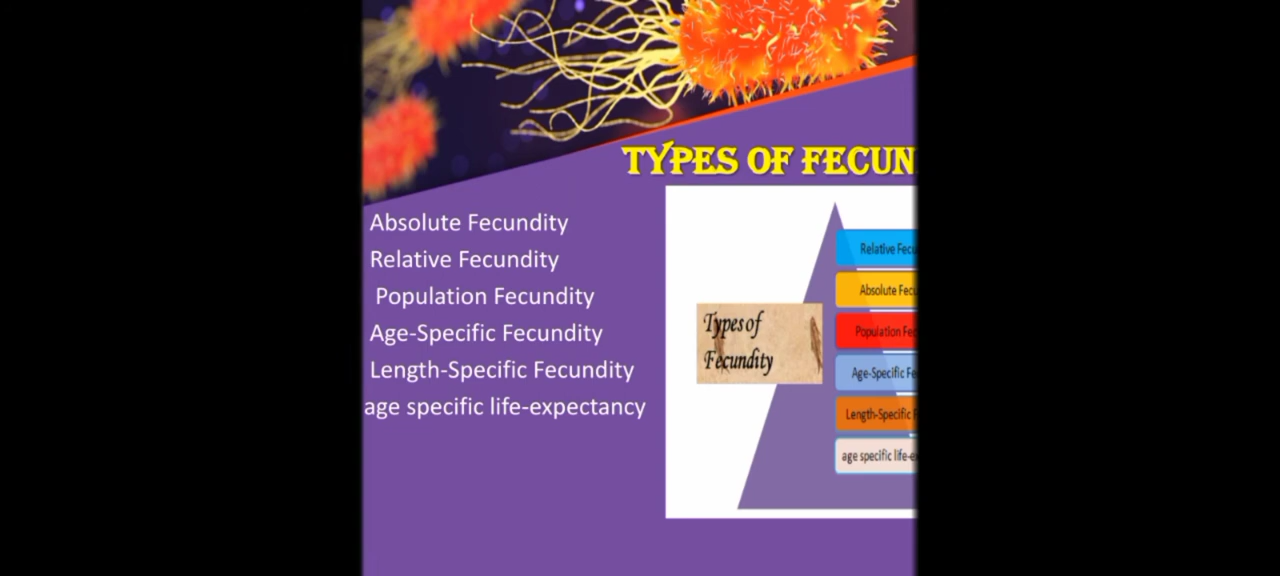 TYPES OF FECUN
Absolute Fecundity
Relative Fecundity
Population Fecundity
Age-Specific Fecundity
Length-Specific Fecundity
age specific life-expectancy
Types of
Fecundity
Relative Fecu
Absolute Fecu
Population Fec
Age-Specific Fe
Length-Specific F
age specific life-e